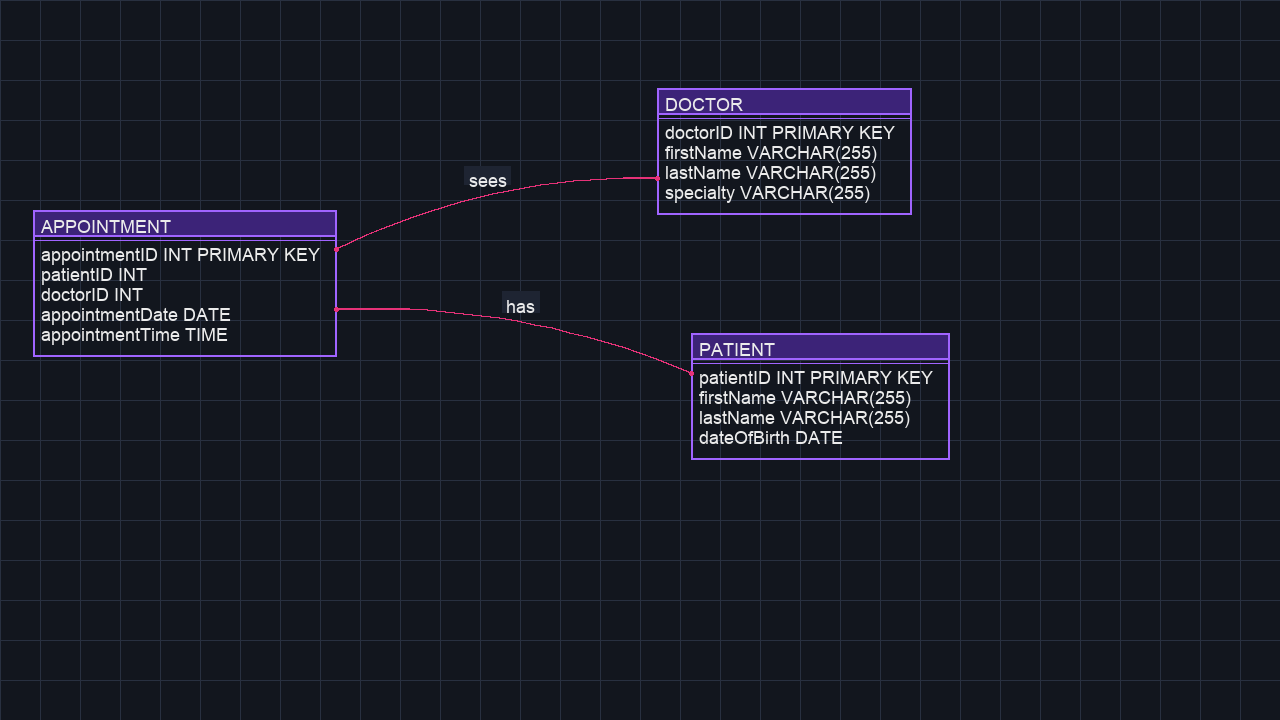 DOCTOR
doctorID INT PRIMARY KEY
firstName VARCHAR(255)
lastName VARCHAR(255)
specialty VARCHAR(255)
sees
APPOINTMENT
appointmentID INT PRIMARY KEY
patientID INT
doctorID INT
appointmentDate DATE
appointmentTime TIME
has
PATIENT
patientID INT PRIMARY KEY
firstName VARCHAR(255)
lastName VARCHAR(255)
dateOfBirth DATE